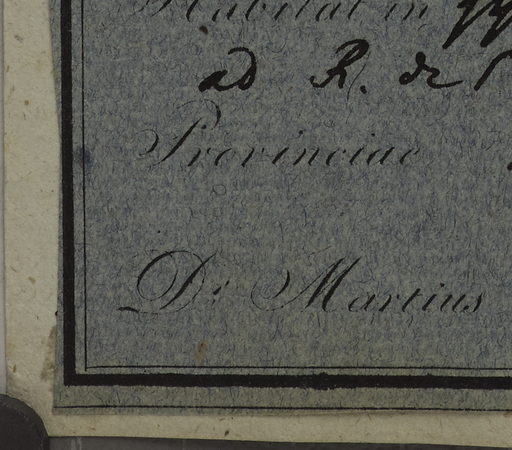 Habitat in
ad R. de
Provinciae
Dr. Martius